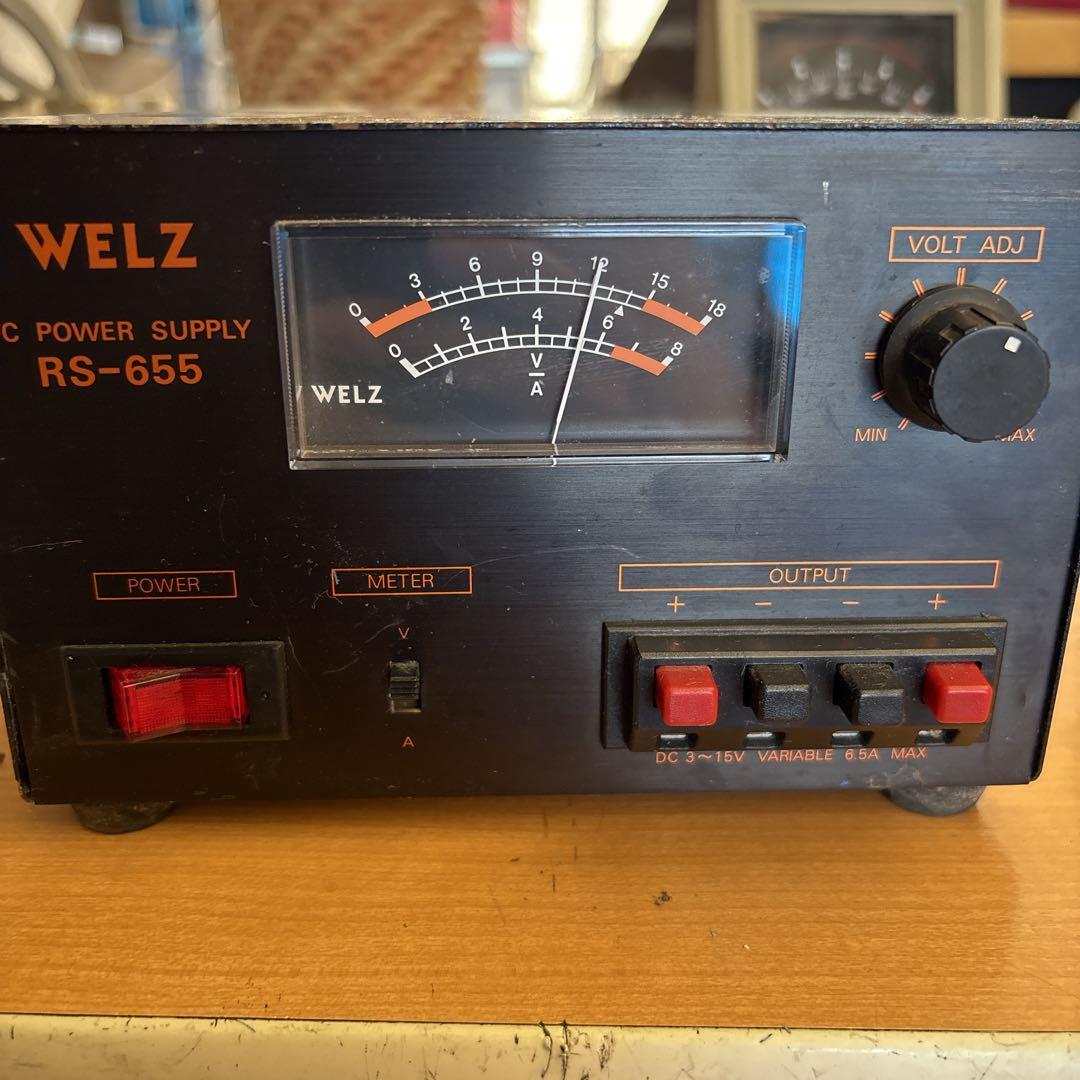 WELZ
C POWER SUPPLY
RS-655
0 3 6 9 12 15 18
0 2 4 6 8
V
A
WELZ
VOLT ADJ
MIN
MAX
POWER
METER
V
A
OUTPUT
+ − − +
DC 3~15V VARIABLE 6.5A MAX